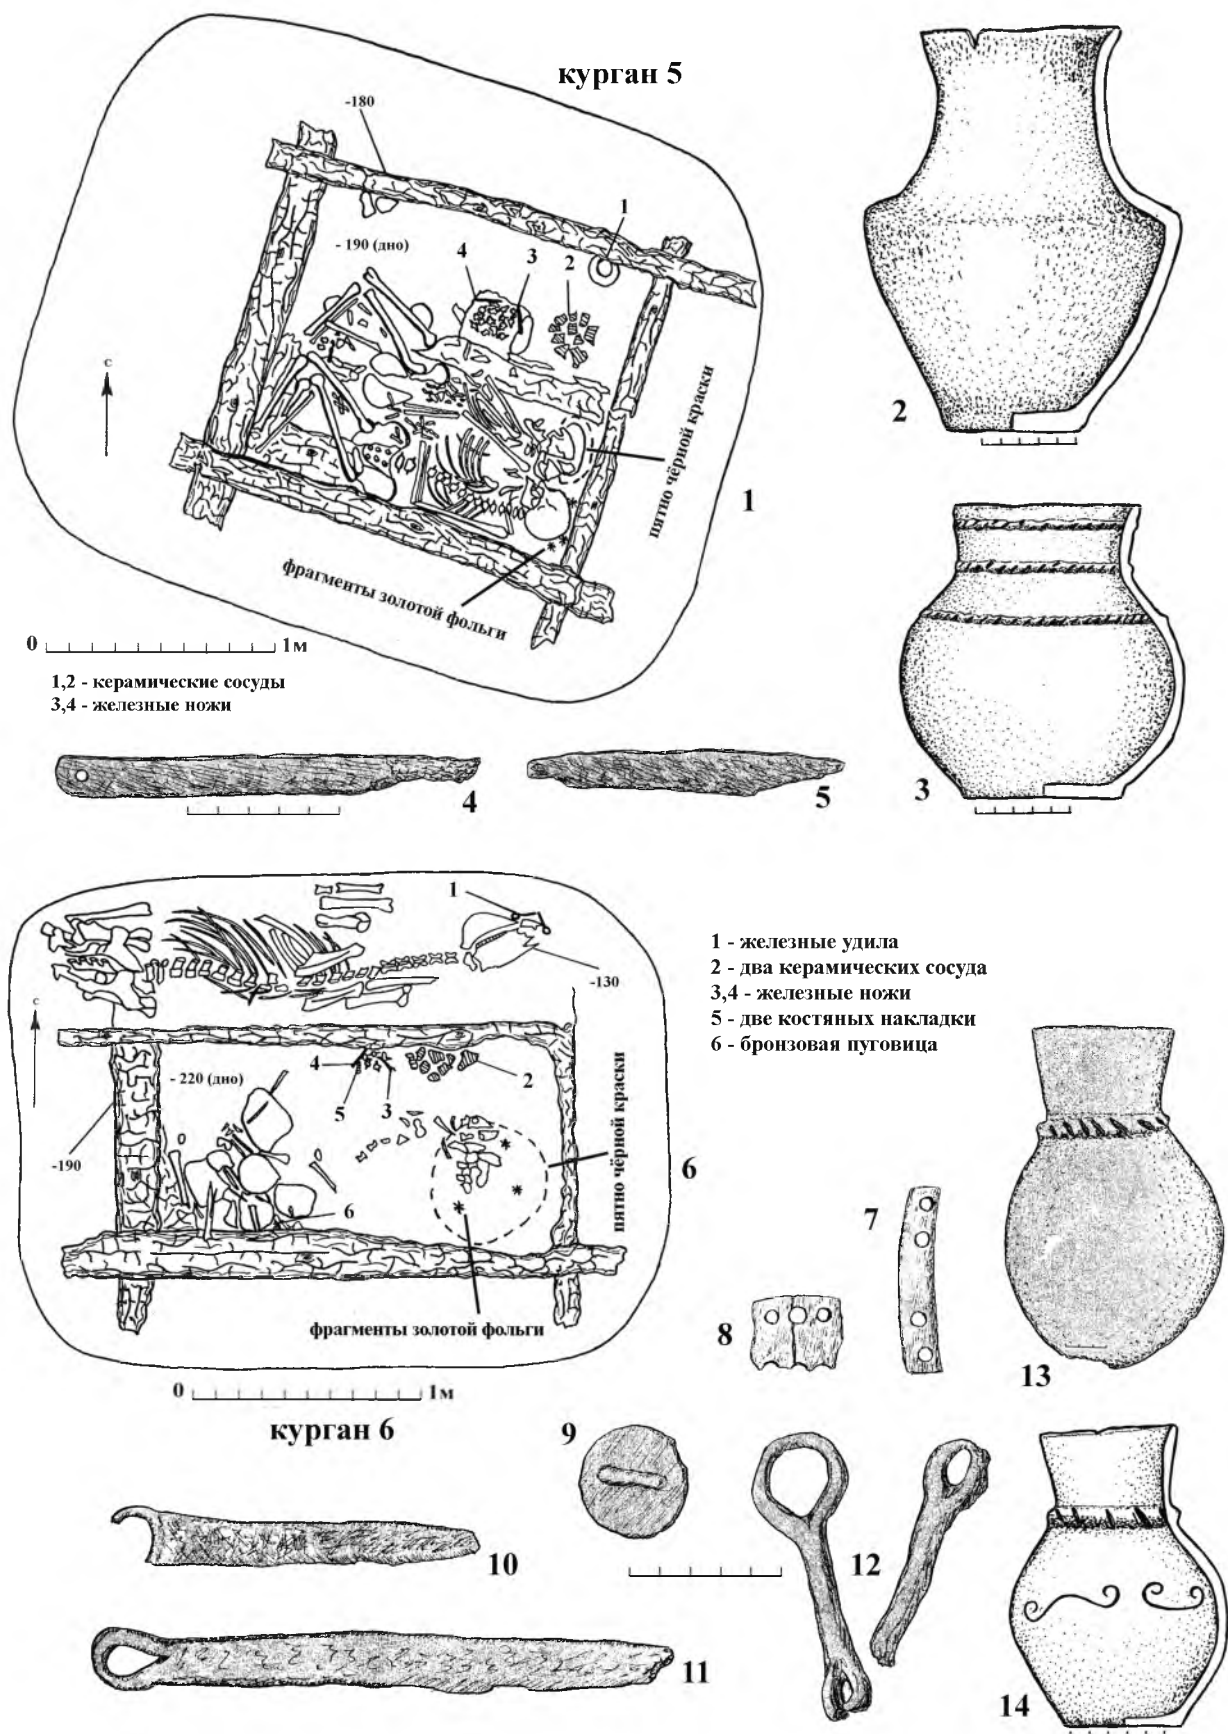 курган 5
-180
1
- 190 (дно)
4
3
2
с
пятно чёрной краски
1
2
фрагменты золотой фольги
0
1м
1,2 - керамические сосуды
3,4 - железные ножи
4
5
3
1
-130
с
1 - железные удила
2 - два керамических сосуда
3,4 - железные ножи
5 - две костяных накладки
6 - бронзовая пуговица
4
5
3
2
- 220 (дно)
-190
6
пятно чёрной краски
6
фрагменты золотой фольги
0
1м
курган 6
7
8
13
9
10
12
11
14